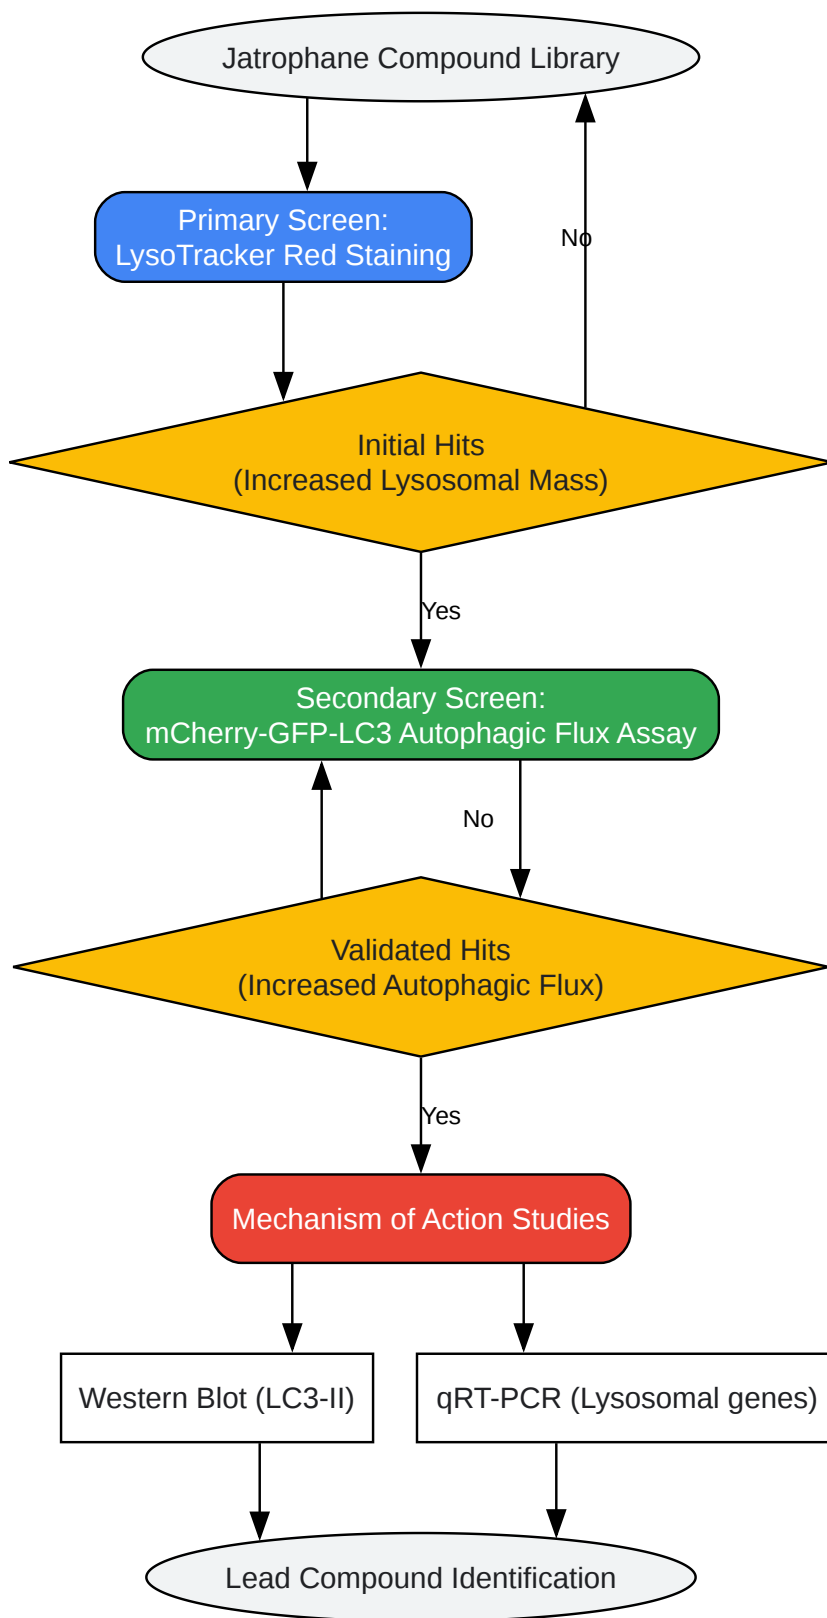 Jatrophane Compound Library
Primary Screen:
LysoTracker Red Staining
No
Initial Hits
(Increased Lysosomal Mass)
Yes
Secondary Screen:
mCherry-GFP-LC3 Autophagic Flux Assay
No
Validated Hits
(Increased Autophagic Flux)
Yes
Mechanism of Action Studies
Western Blot (LC3-II)
qRT-PCR (Lysosomal genes)
Lead Compound Identification